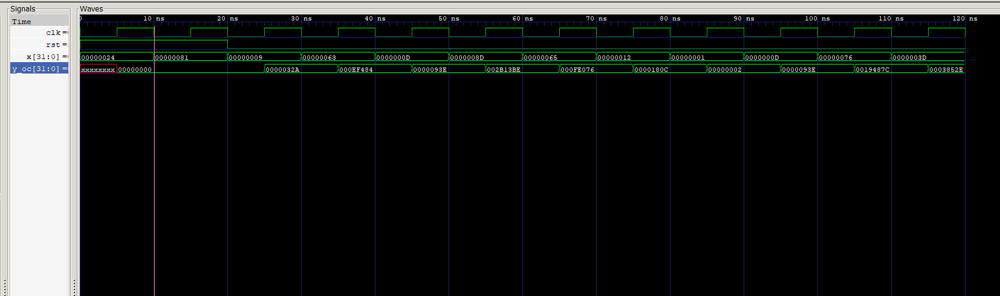 Signals
Waves
Time
0 10 ns 20 ns 30 ns 40 ns 50 ns 60 ns 70 ns 80 ns 90 ns 100 ns 110 ns 120 ns
clk=
rst=
x[31:0]=
00000024 00000081 00000009 00000063 0000000D 0000008D 00000065 00000012 00000001 0000000D 00000076 0000003D
y_oc[31:0]=
xxxxxxxx 00000000 0000032A 000EF484 0000093E 002B13BE 000FE076 0000180C 00000002 0000093E 0019487C 0003852E